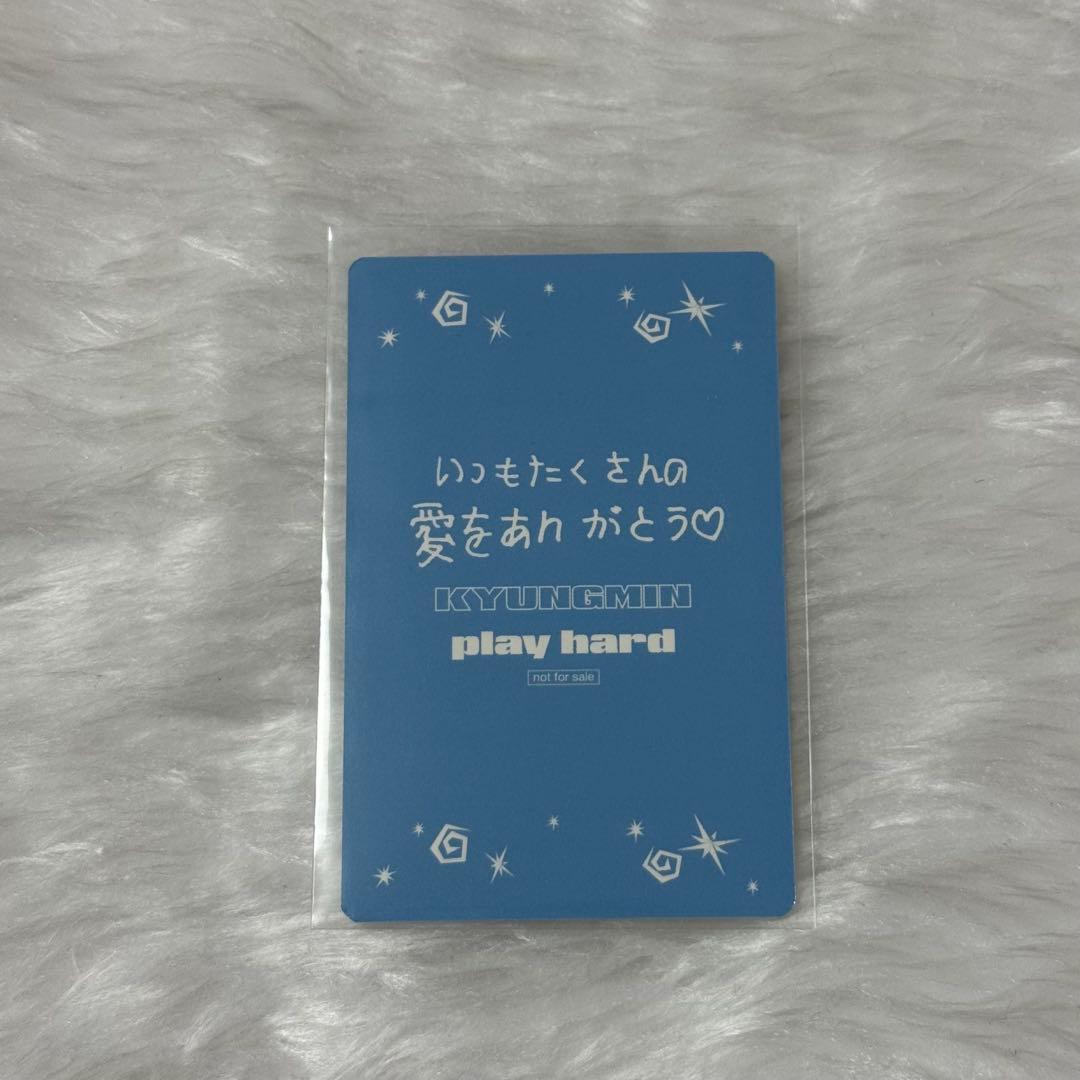 いつもたくさんの
愛をありがとう♡
KYUNGMIN
play hard
not for sale